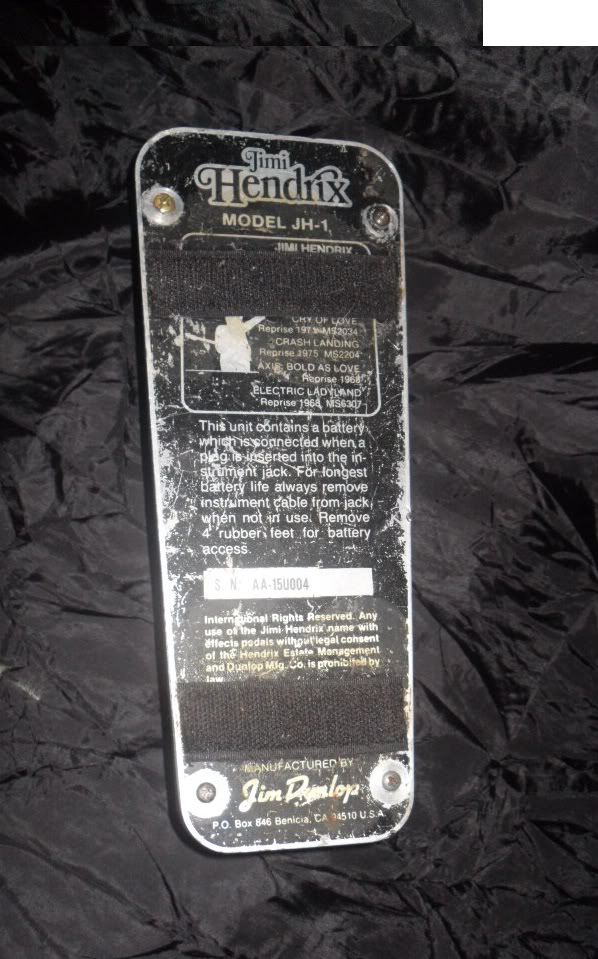 Jimi
Hendrix
MODEL JH-1
JIMI HENDRIX
CRY OF LOVE
Reprise 1971 MS2034
CRASH LANDING
Reprise 1975 MS2204
AXIS: BOLD AS LOVE
Reprise 1968
ELECTRIC LADYLAND
Reprise 1968 MS6307
This unit contains a battery
which is connected when a
plug is inserted into the in-
strument jack. For longest
battery life always remove
instrument cable from jack
when not in use. Remove
4 rubber feet for battery
access.
S. N. AA-15U004
International Rights Reserved. Any
use of the Jimi Hendrix name with
effects pedals without legal consent
of the Hendrix Estate Management
and Dunlop Mfg. Co. is prohibited by
law
MANUFACTURED BY
Jim Dunlop
P.O. Box 846 Benicia, CA 94510 U.S.A.